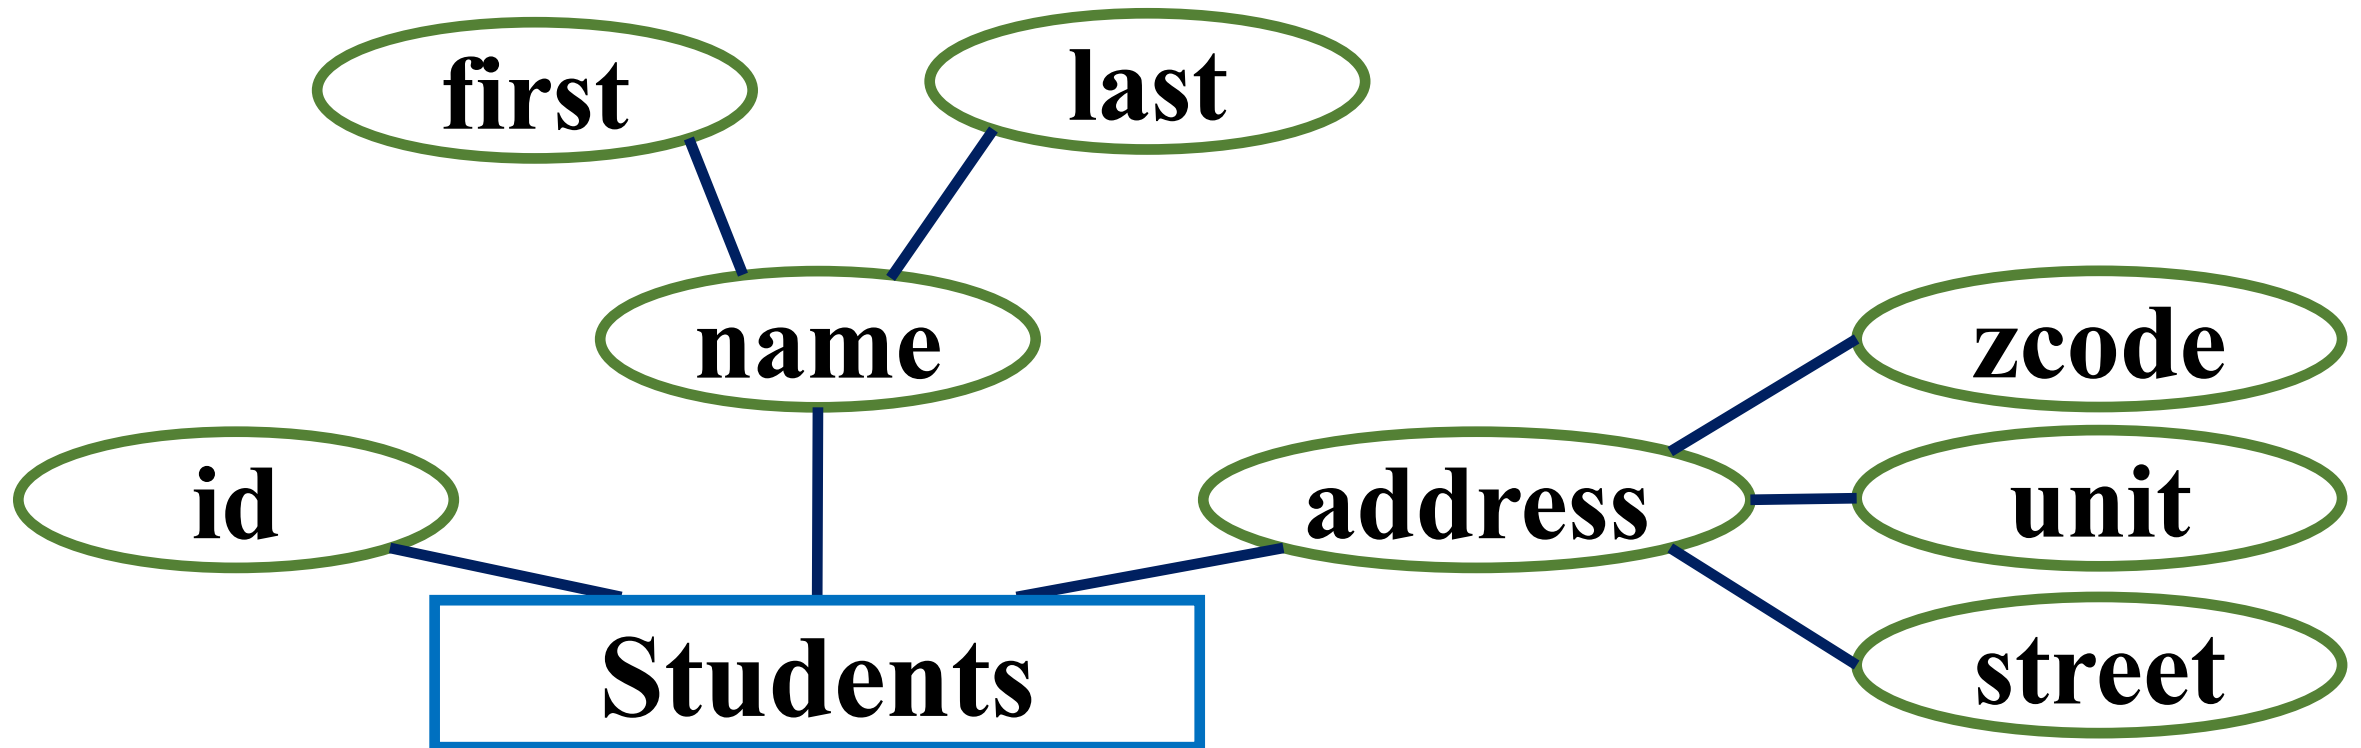 first
last
name
zcode
id
address
unit
Students
street